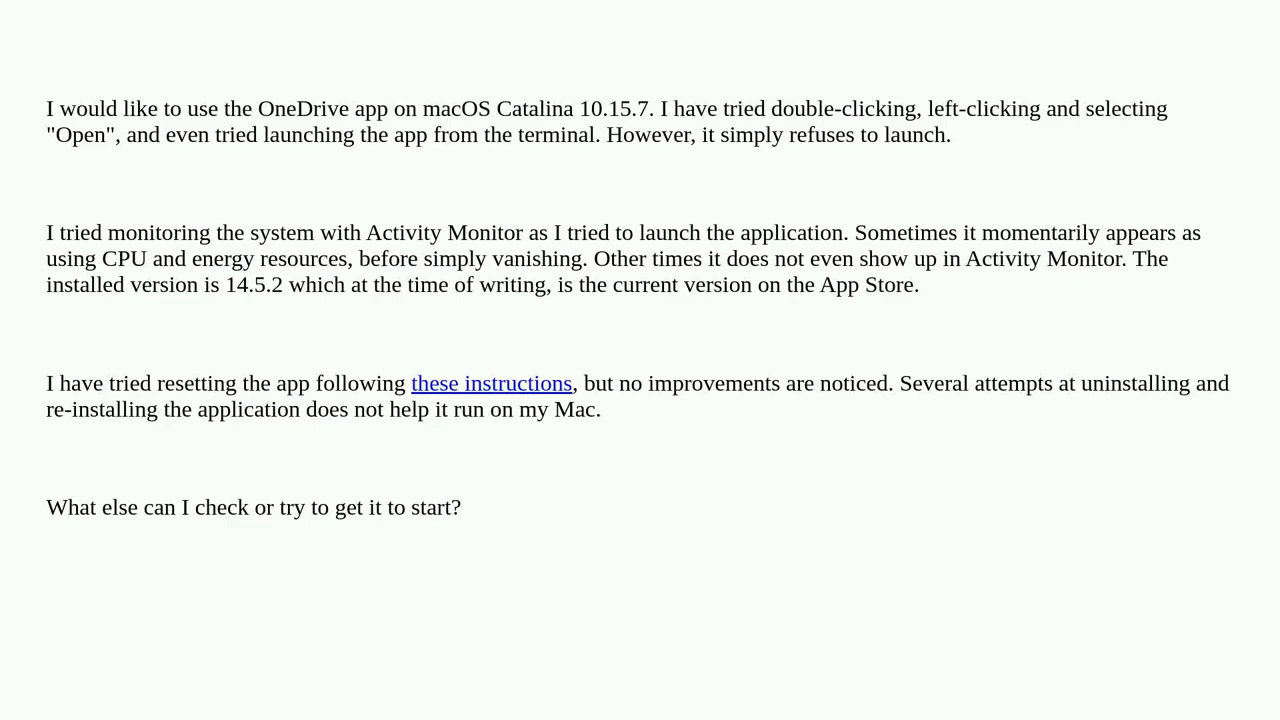 I would like to use the OneDrive app on macOS Catalina 10.15.7. I have tried double-clicking, left-clicking and selecting
"Open", and even tried launching the app from the terminal. However, it simply refuses to launch.
I tried monitoring the system with Activity Monitor as I tried to launch the application. Sometimes it momentarily appears as
using CPU and energy resources, before simply vanishing. Other times it does not even show up in Activity Monitor. The
installed version is 14.5.2 which at the time of writing, is the current version on the App Store.
I have tried resetting the app following these instructions, but no improvements are noticed. Several attempts at uninstalling and
re-installing the application does not help it run on my Mac.
What else can I check or try to get it to start?